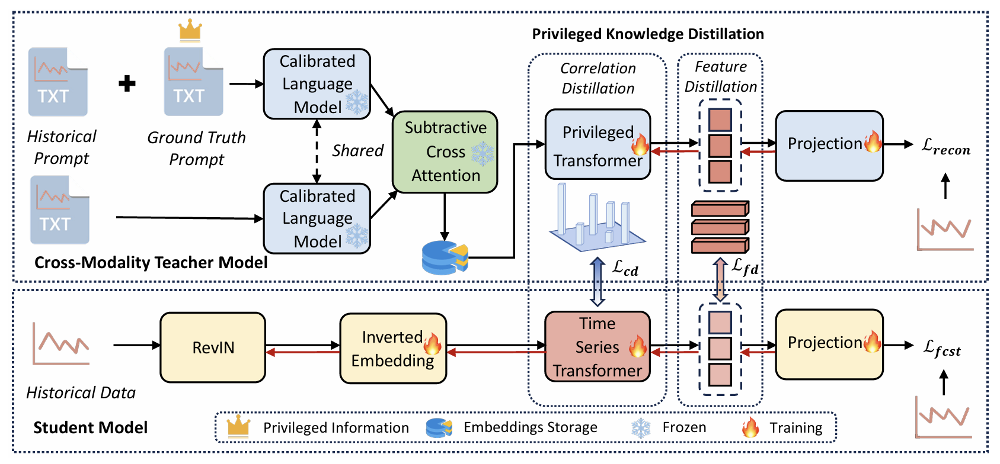 Privileged Knowledge Distillation
TXT
TXT
Historical
Prompt
Ground Truth
Prompt
Calibrated
Language
Model
Shared
Subtractive
Cross
Attention
Correlation
Distillation
Feature
Distillation
Privileged
Transformer
Projection
ℒrecon
TXT
Calibrated
Language
Model
Cross-Modality Teacher Model
ℒcd
ℒfd
Historical Data
RevIN
Inverted
Embedding
Time
Series
Transformer
Projection
ℒfcst
Student Model
Privileged Information
Embeddings Storage
Frozen
Training